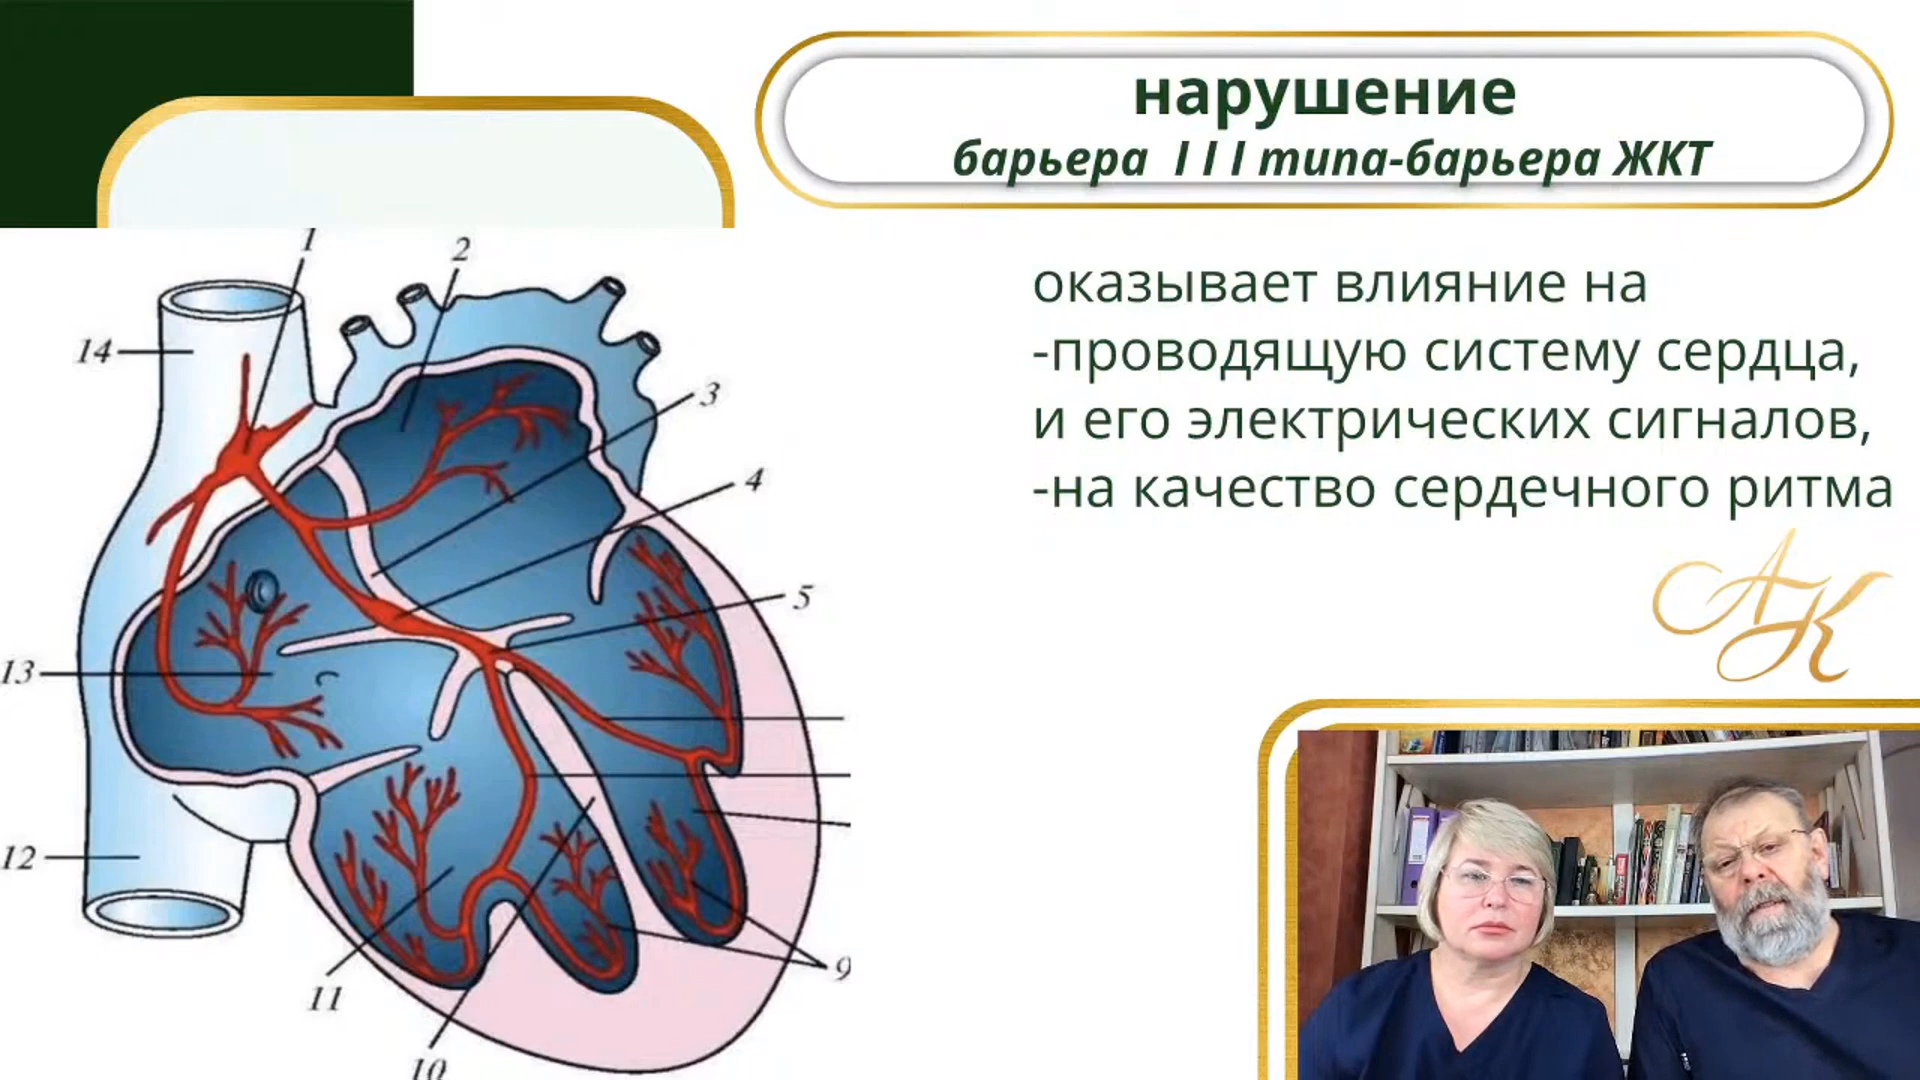 нарушение
барьера I I I типа-барьера ЖКТ
оказывает влияние на
-проводящую систему сердца,
и его электрических сигналов,
-на качество сердечного ритма
АК
1
2
14
3
4
5
13
12
9
11
10